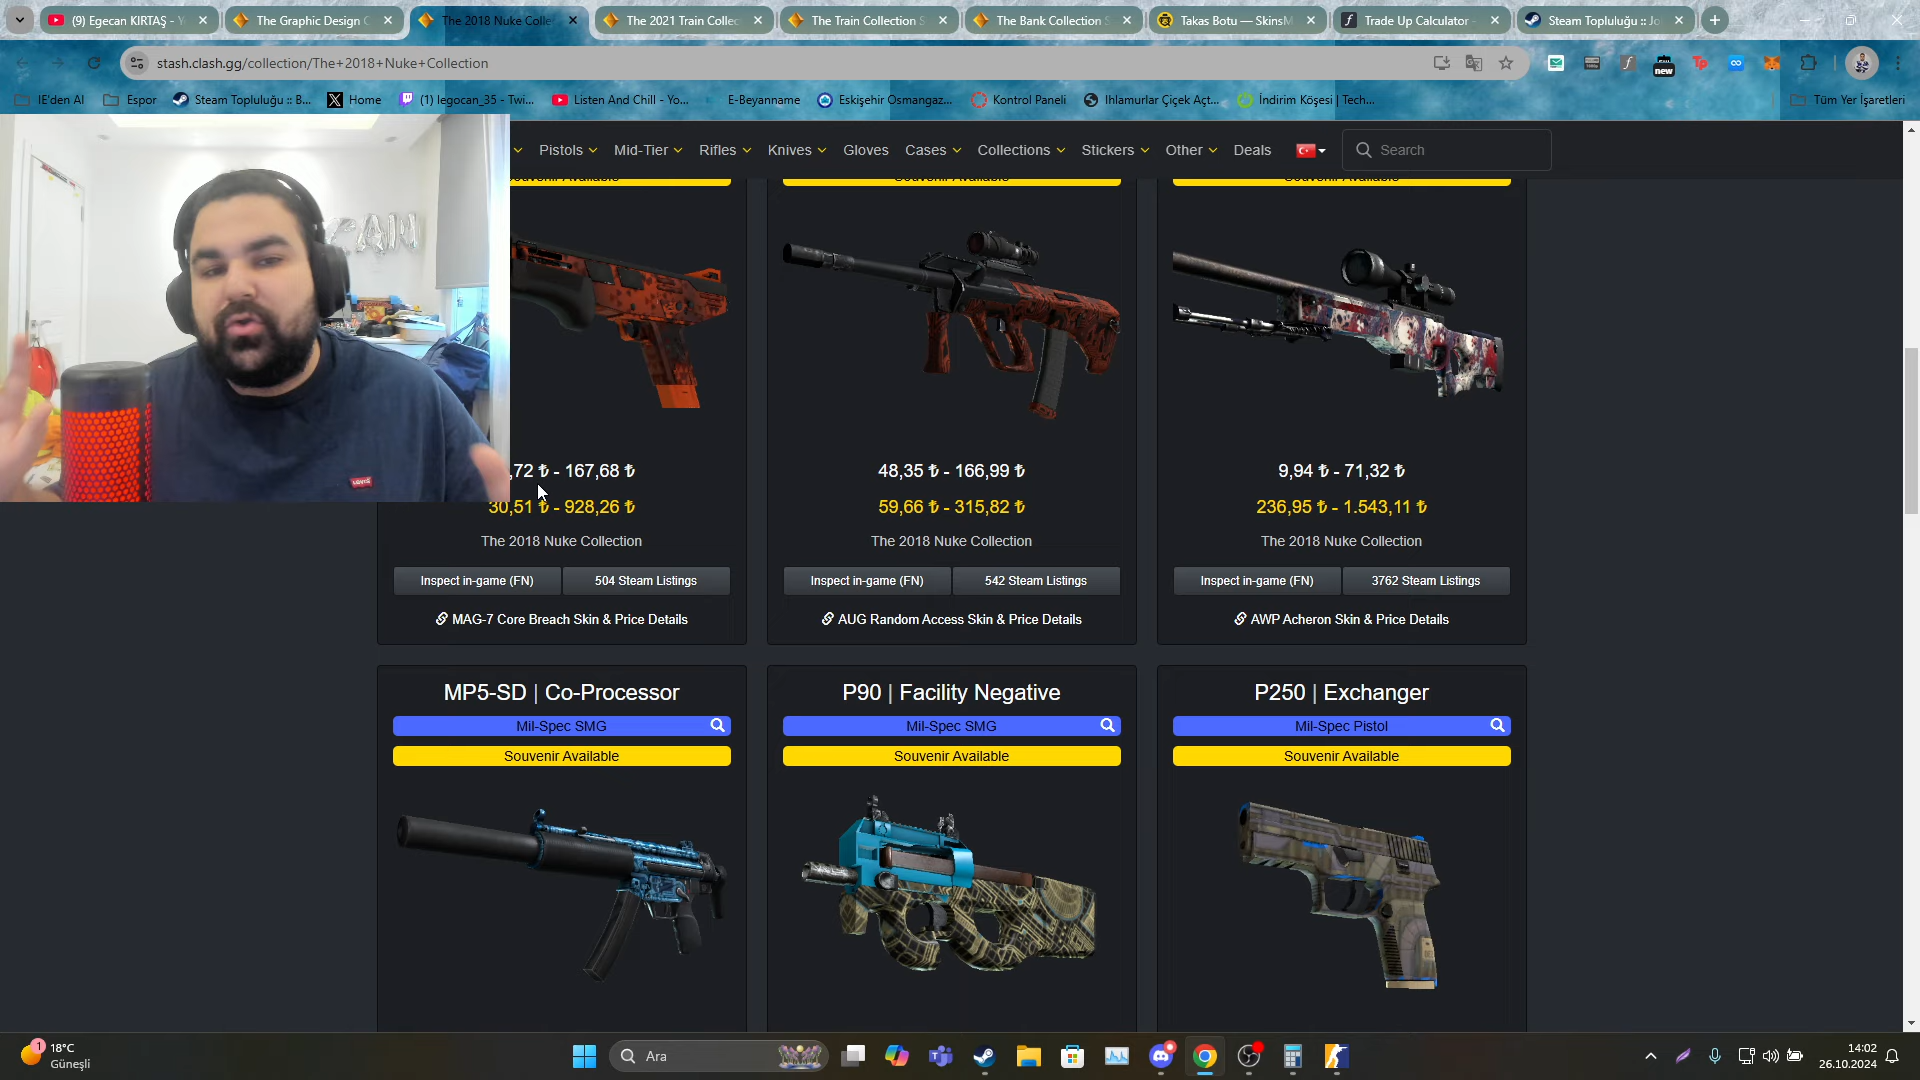 (9) Egecan KIRTAŞ - Y
The Graphic Design C
The 2018 Nuke Colle
The 2021 Train Collec
The Train Collection S
The Bank Collection S
Takas Botu — SkinsM
Trade Up Calculator -
Steam Topluluğu :: Jo
stash.clash.gg/collection/The+2018+Nuke+Collection
new
Tp
IE'den Al
Espor
Steam Topluluğu :: B...
Home
(1) legocan_35 - Twi...
Listen And Chill - Yo...
E-Beyanname
Eskişehir Osmangaz...
Kontrol Paneli
Ihlamurlar Çiçek Açt...
İndirim Köşesi | Tech...
Tüm Yer İşaretleri
Pistols
Mid-Tier
Rifles
Knives
Gloves
Cases
Collections
Stickers
Other
Deals
Search
,72 ₺ - 167,68 ₺
30,51 ₺ - 928,26 ₺
The 2018 Nuke Collection
Inspect in-game (FN)
504 Steam Listings
MAG-7 Core Breach Skin & Price Details
48,35 ₺ - 166,99 ₺
59,66 ₺ - 315,82 ₺
The 2018 Nuke Collection
Inspect in-game (FN)
542 Steam Listings
AUG Random Access Skin & Price Details
9,94 ₺ - 71,32 ₺
236,95 ₺ - 1.543,11 ₺
The 2018 Nuke Collection
Inspect in-game (FN)
3762 Steam Listings
AWP Acheron Skin & Price Details
MP5-SD | Co-Processor
Mil-Spec SMG
Souvenir Available
P90 | Facility Negative
Mil-Spec SMG
Souvenir Available
P250 | Exchanger
Mil-Spec Pistol
Souvenir Available
1
18°C
Güneşli
Ara
14:02
26.10.2024